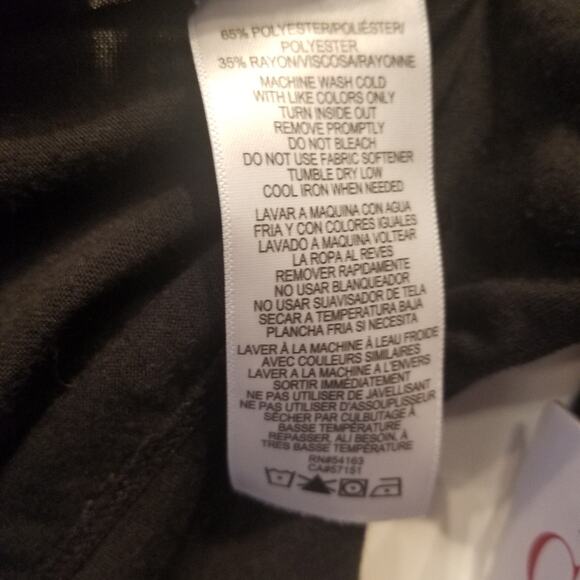 65% POLYESTER/POLIÉSTER/
POLYESTER
35% RAYON/VISCOSA/RAYONNE
MACHINE WASH COLD
WITH LIKE COLORS ONLY
TURN INSIDE OUT
REMOVE PROMPTLY
DO NOT BLEACH
DO NOT USE FABRIC SOFTENER
TUMBLE DRY LOW
COOL IRON WHEN NEEDED
LAVAR A MAQUINA CON AGUA
FRIA Y CON COLORES IGUALES
LAVADO A MAQUINA VOLTEAR
LA ROPA AL REVES
REMOVER RAPIDAMENTE
NO USAR BLANQUEADOR
NO USAR SUAVISADOR DE TELA
SECAR A TEMPERATURA BAJA
PLANCHA FRIA SI NECESITA
LAVER À LA MACHINE À LEAU FROIDE
AVEC COULEURS SIMILAIRES
LAVER A LA MACHINE A L'ENVERS
SORTIR IMMÉDIATEMENT
NE PAS UTILISER DE JAVELLISANT
NE PAS UTILISER D'ASSOUPLISSEUR
SÉCHER PAR CULBUTAGE À
BASSE TEMPÉRATURE
REPASSER, AU BESOIN, À
TRES BASSE TEMPÉRATURE
RN#54163
CA#57151